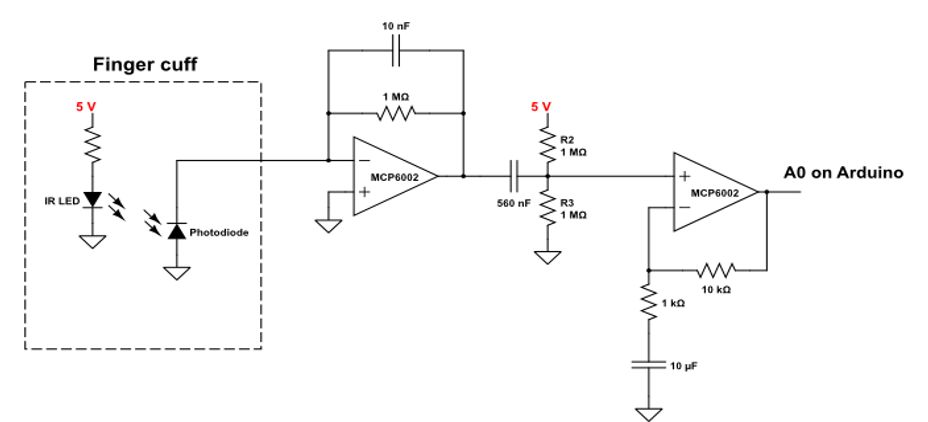 10 nF
Finger cuff
5 V
1 MΩ
5 V
R2
1 MΩ
−
MCP6002
+
A0 on Arduino
+
MCP6002
−
IR LED
560 nF
R3
1 MΩ
Photodiode
10 kΩ
1 kΩ
10 µF